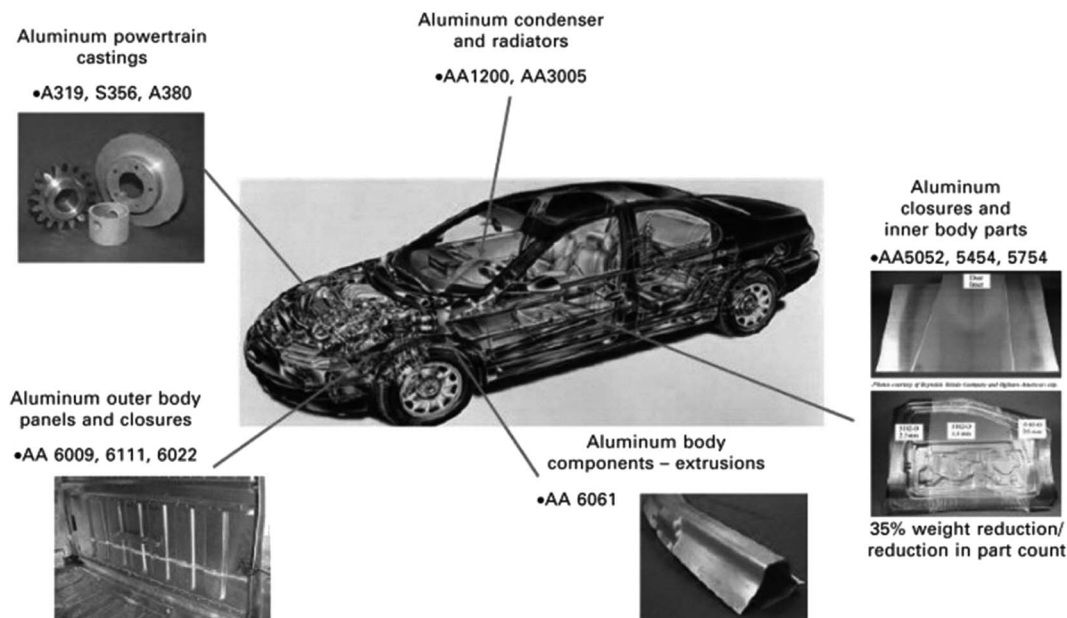 Aluminum powertrain
castings
•A319, S356, A380
Aluminum condenser
and radiators
•AA1200, AA3005
Aluminum
closures and
inner body parts
•AA5052, 5454, 5754
35% weight reduction/
reduction in part count
Aluminum outer body
panels and closures
•AA 6009, 6111, 6022
Aluminum body
components – extrusions
•AA 6061